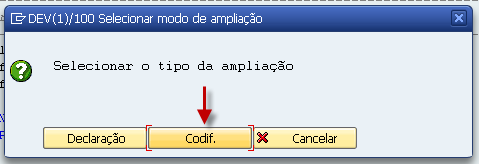 DEV(1)/100 Selecionar modo de ampliação
Selecionar o tipo da ampliação
Declaração
Codif.
Cancelar